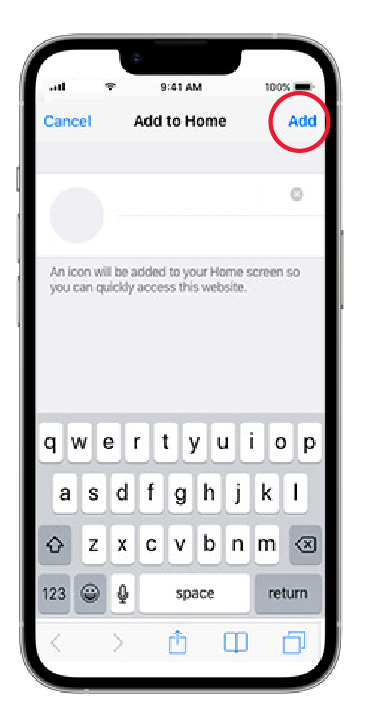 9:41 AM 100%
Cancel Add to Home Add
An icon will be added to your Home screen so
you can quickly access this website.
q w e r t y u i o p
a s d f g h j k l
z x c v b n m
123 space return